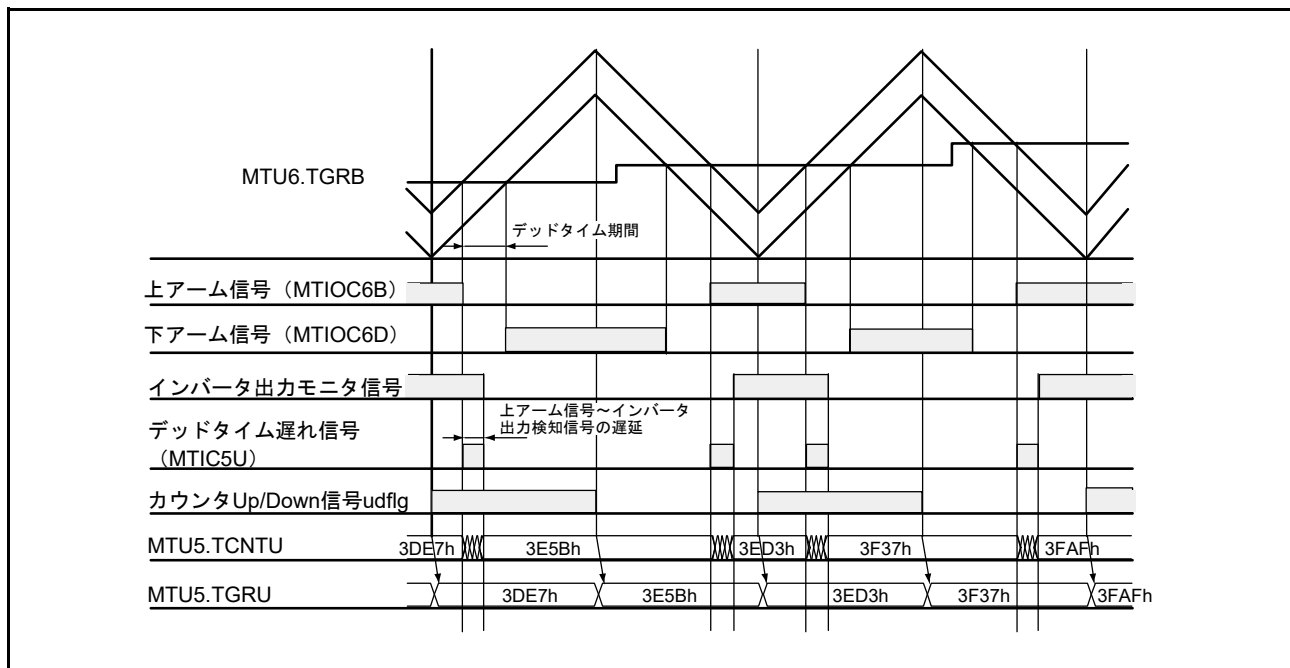 MTU6.TGRB
デッドタイム期間
上アーム信号（MTIOC6B）
下アーム信号（MTIOC6D）
インバータ出力モニタ信号
上アーム信号～インバータ
出力検知信号の遅延
デッドタイム遅れ信号
（MTIC5U）
カウンタUp/Down信号udflg
MTU5.TCNTU 3DE7h 3E5Bh 3ED3h 3F37h 3FAFh
MTU5.TGRU 3DE7h 3E5Bh 3ED3h 3F37h 3FAFh